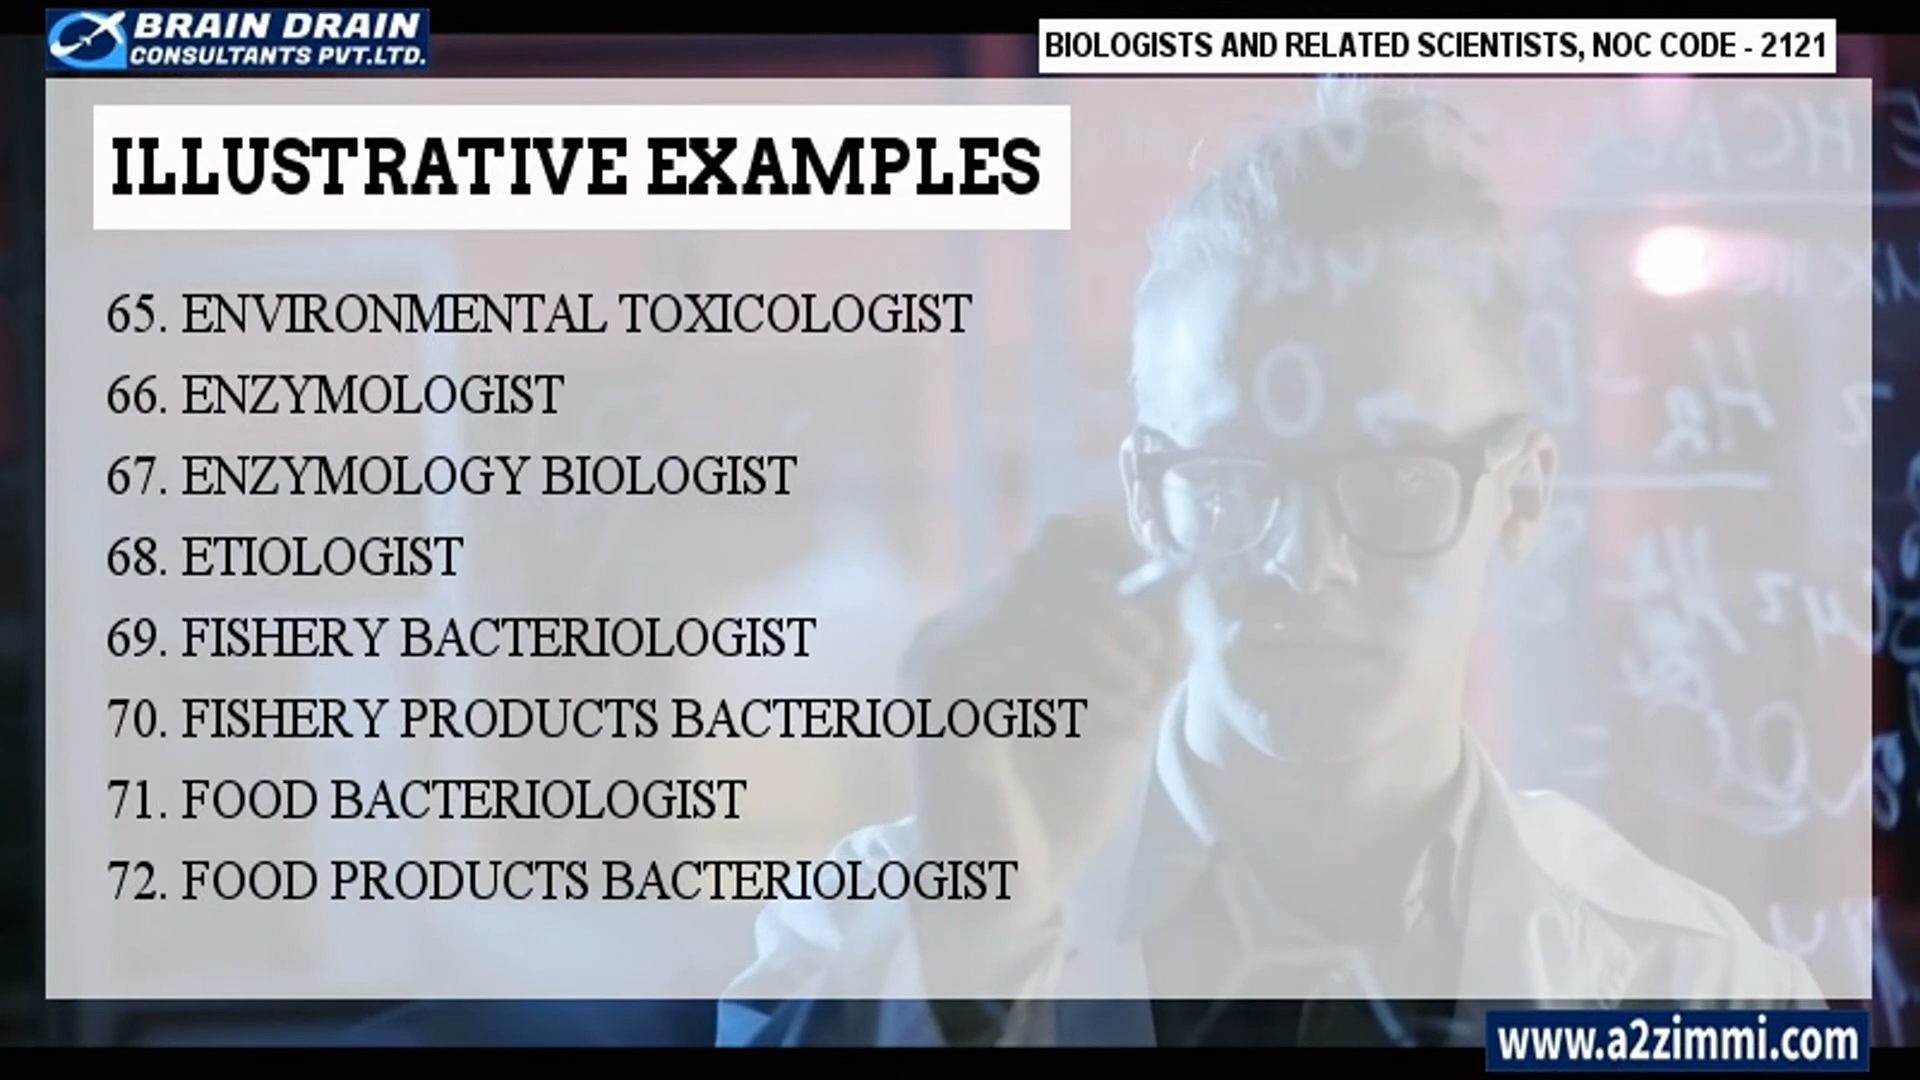 BRAIN DRAIN
CONSULTANTS PVT.LTD.
BIOLOGISTS AND RELATED SCIENTISTS, NOC CODE - 2121
ILLUSTRATIVE EXAMPLES
65. ENVIRONMENTAL TOXICOLOGIST
66. ENZYMOLOGIST
67. ENZYMOLOGY BIOLOGIST
68. ETIOLOGIST
69. FISHERY BACTERIOLOGIST
70. FISHERY PRODUCTS BACTERIOLOGIST
71. FOOD BACTERIOLOGIST
72. FOOD PRODUCTS BACTERIOLOGIST
www.a2zimmi.com